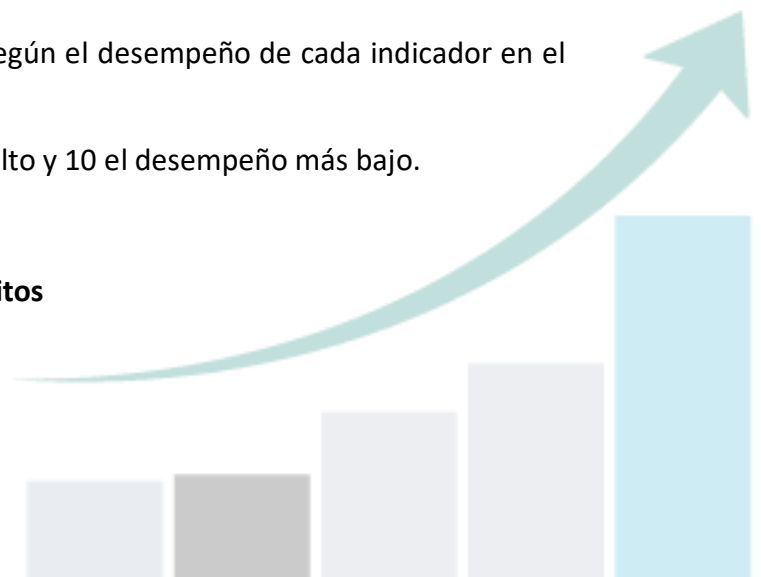 egún el desempeño de cada indicador en el
lto y 10 el desempeño más bajo.
itos